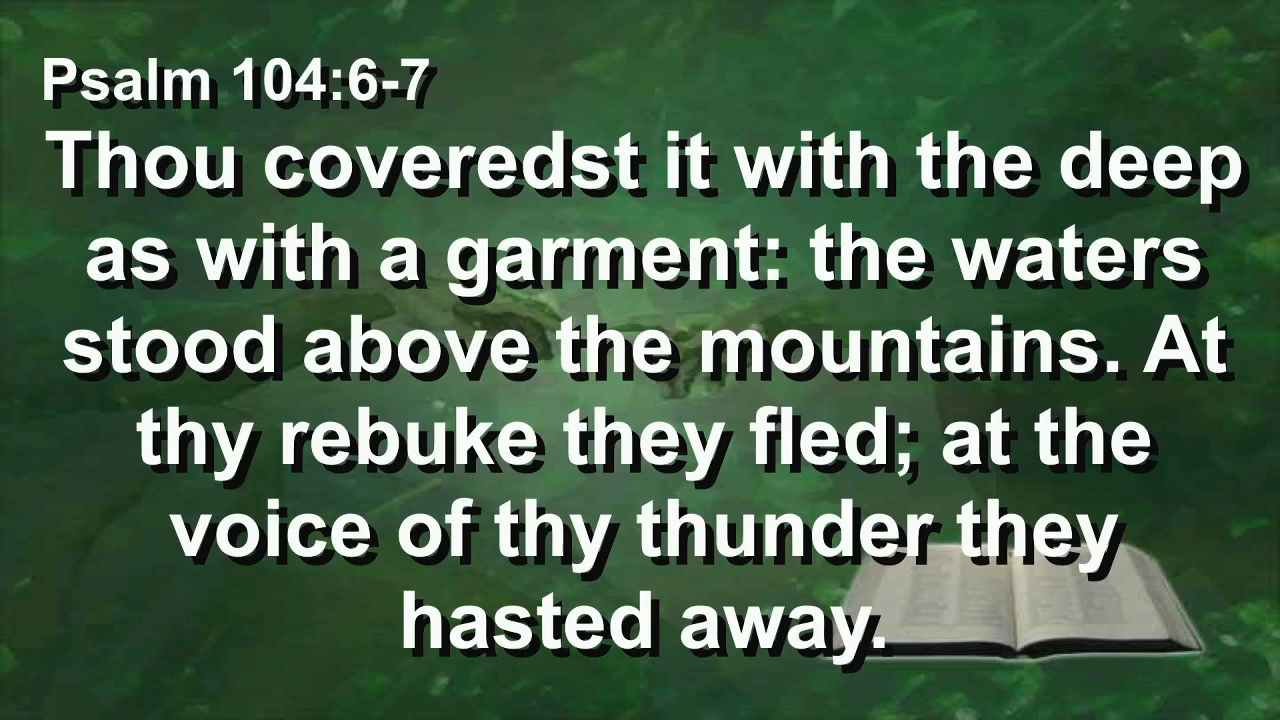 Psalm 104:6-7
Thou coveredst it with the deep
as with a garment: the waters
stood above the mountains. At
thy rebuke they fled; at the
voice of thy thunder they
hasted away.